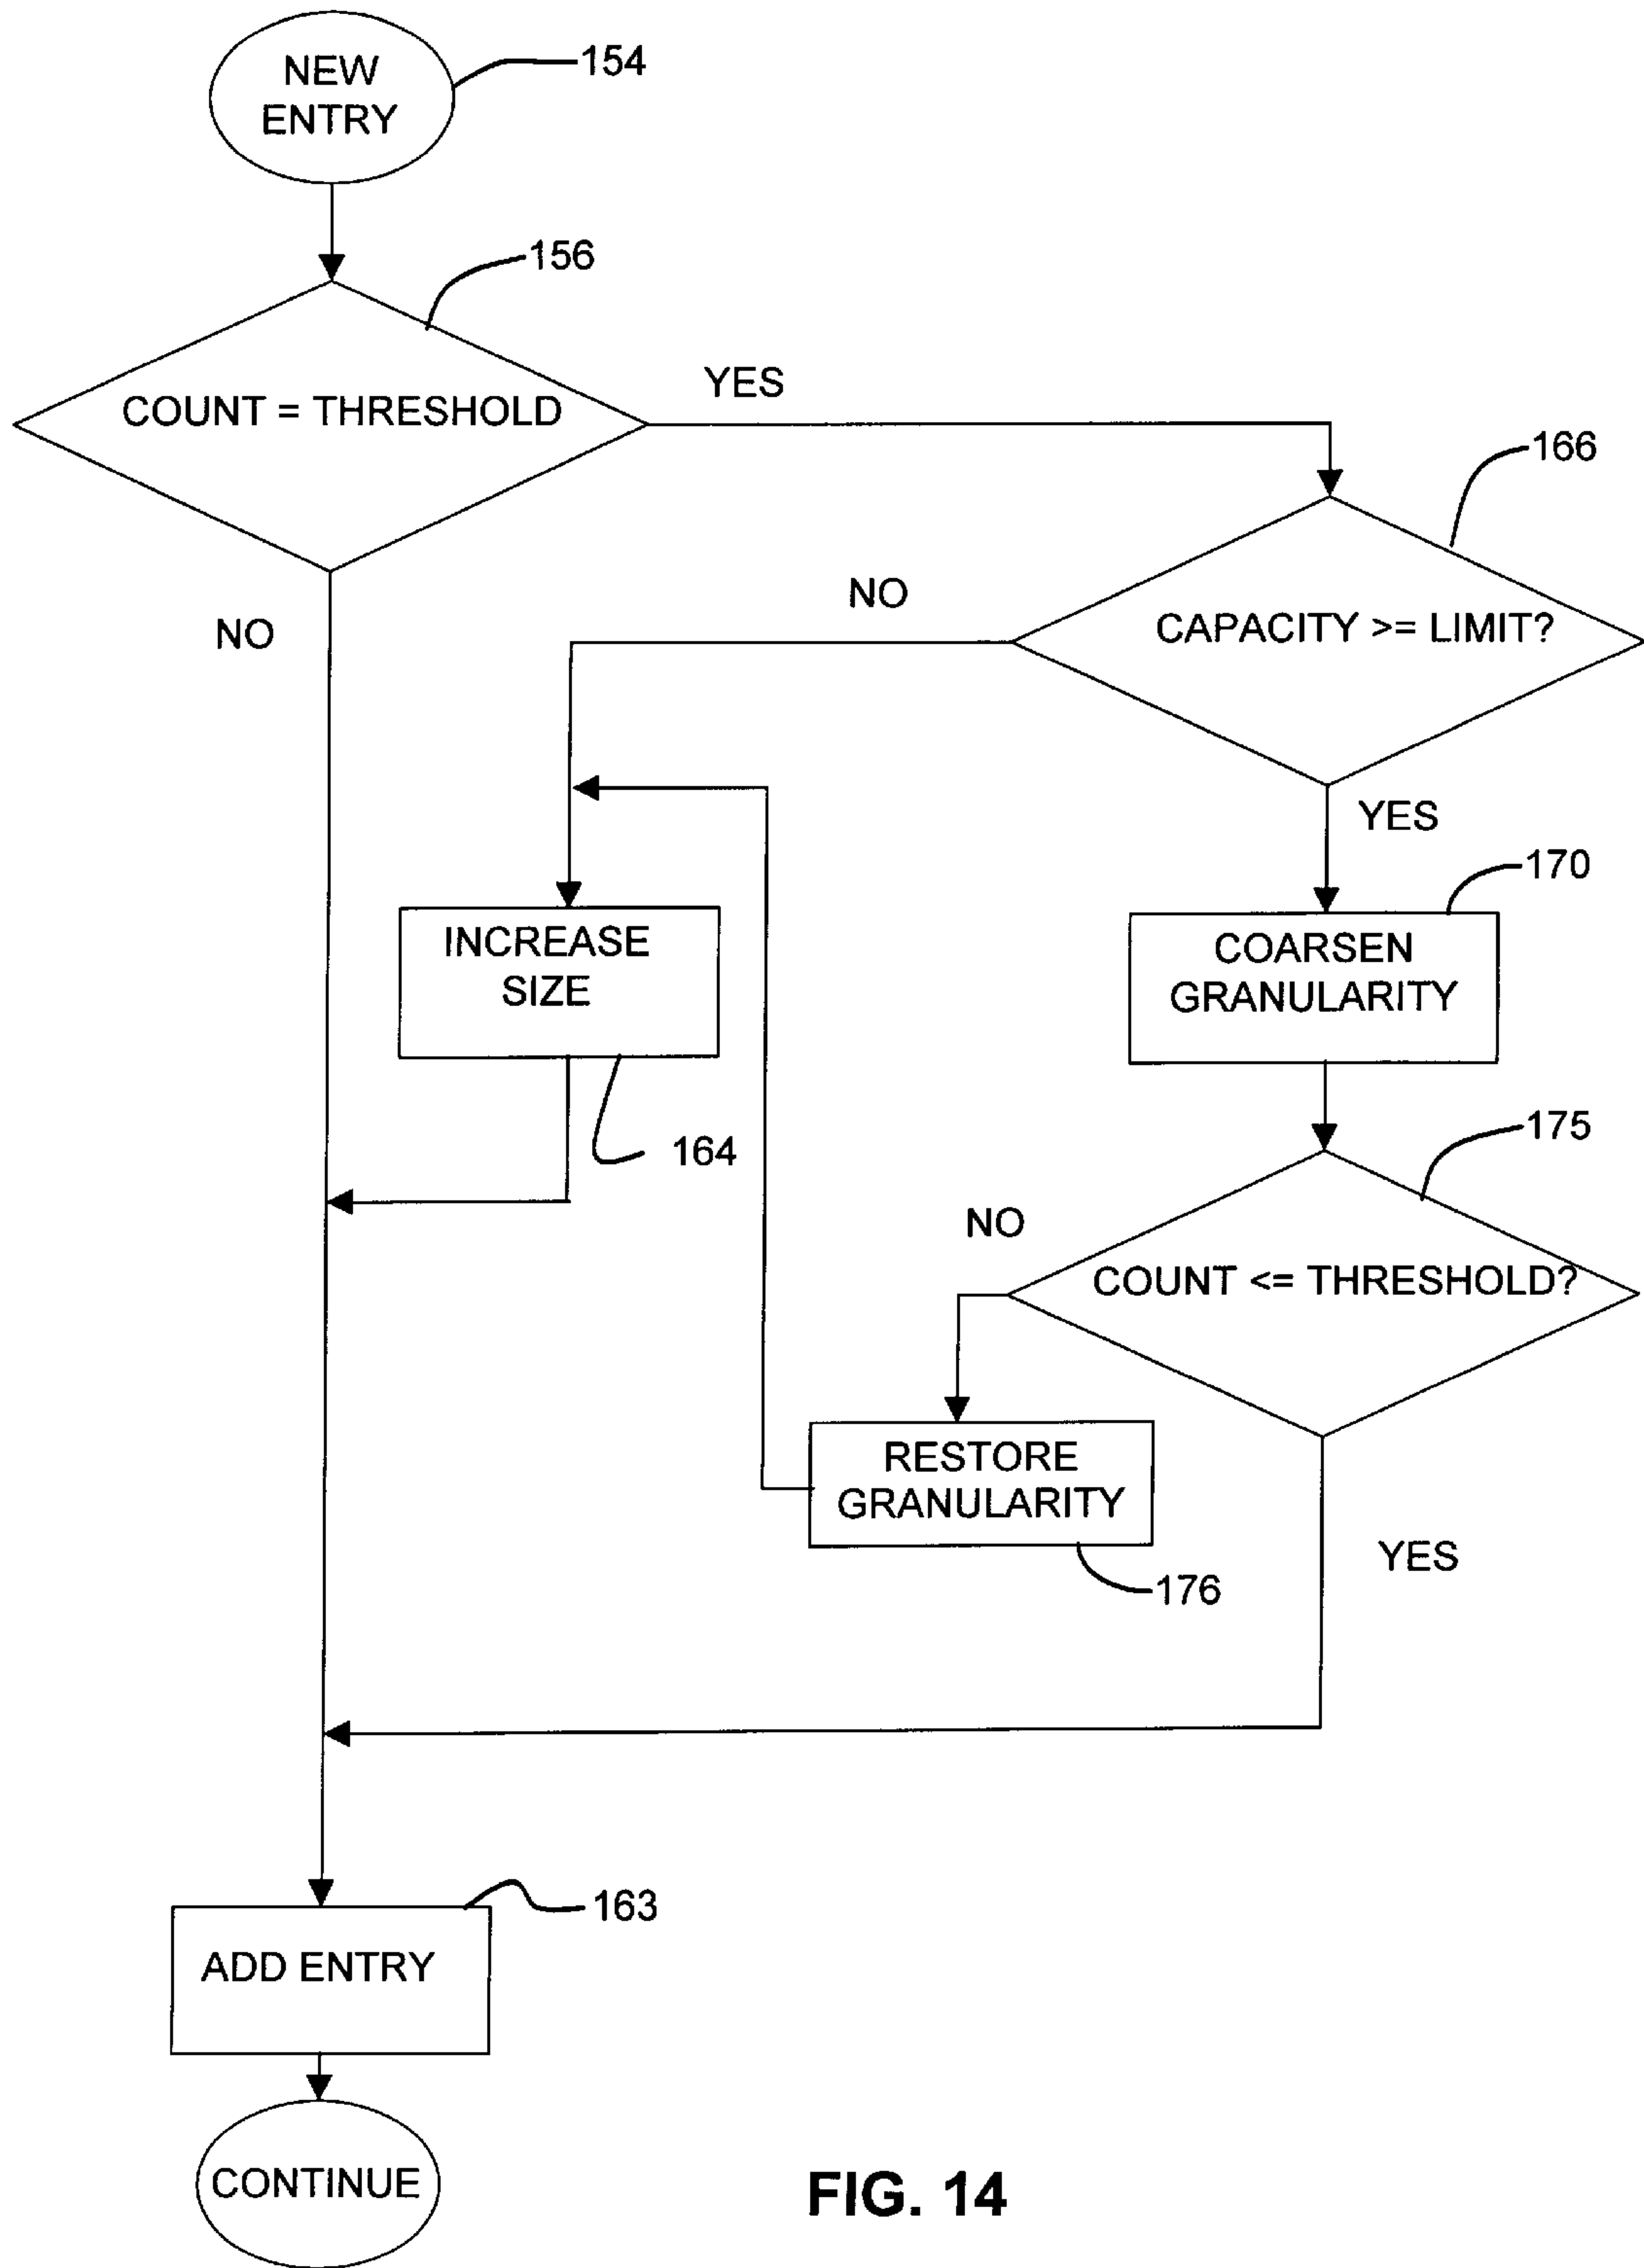 NEW
ENTRY
154
156
COUNT = THRESHOLD
YES
166
NO
NO
CAPACITY >= LIMIT?
YES
170
INCREASE
SIZE
COARSEN
GRANULARITY
164
175
NO
COUNT <= THRESHOLD?
RESTORE
GRANULARITY
YES
176
163
ADD ENTRY
CONTINUE
FIG. 14